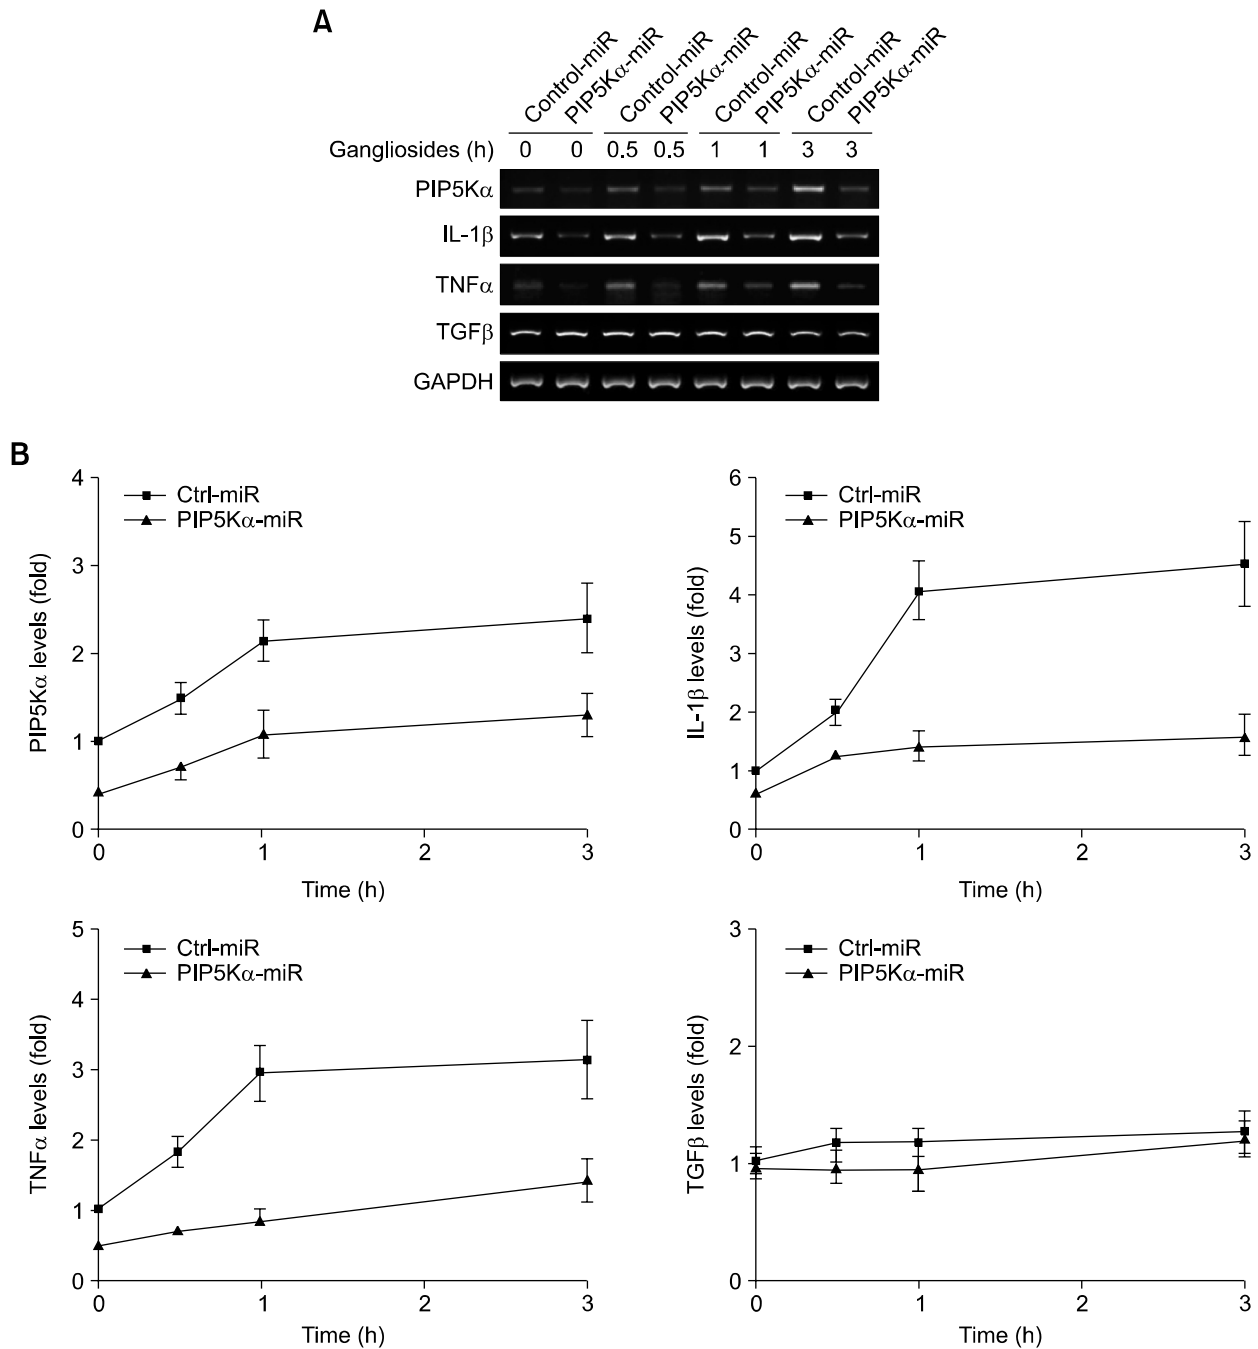 A
Control-miR
PIP5Kα-miR
Control-miR
PIP5Kα-miR
Control-miR
PIP5Kα-miR
Control-miR
PIP5Kα-miR
Gangliosides (h) 0 0 0.5 0.5 1 1 3 3
PIP5Kα
IL-1β
TNFα
TGFβ
GAPDH
B
4
3
2
1
0
PIP5Kα levels (fold)
Ctrl-miR
PIP5Kα-miR
0 1 2 3
Time (h)
6
5
4
3
2
1
0
IL-1β levels (fold)
Ctrl-miR
PIP5Kα-miR
0 1 2 3
Time (h)
5
4
3
2
1
0
TNFα levels (fold)
Ctrl-miR
PIP5Kα-miR
0 1 2 3
Time (h)
3
2
1
0
TGFβ levels (fold)
Ctrl-miR
PIP5Kα-miR
0 1 2 3
Time (h)